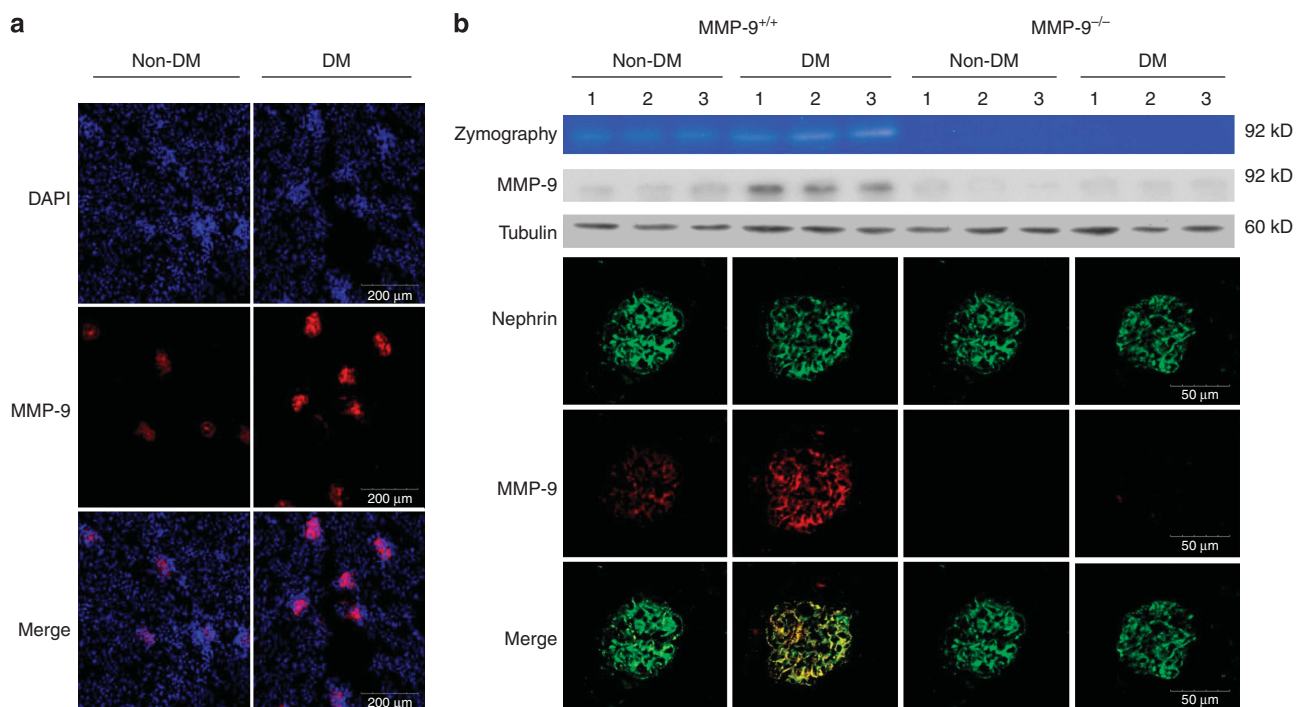 a
Non-DM DM
DAPI
200 µm
MMP-9
200 µm
Merge
200 µm
b
MMP-9+/+ MMP-9–/–
Non-DM DM Non-DM DM
1 2 3 1 2 3 1 2 3 1 2 3
Zymography 92 kD
MMP-9 92 kD
Tubulin 60 kD
Nephrin
50 µm
MMP-9
50 µm
Merge
50 µm